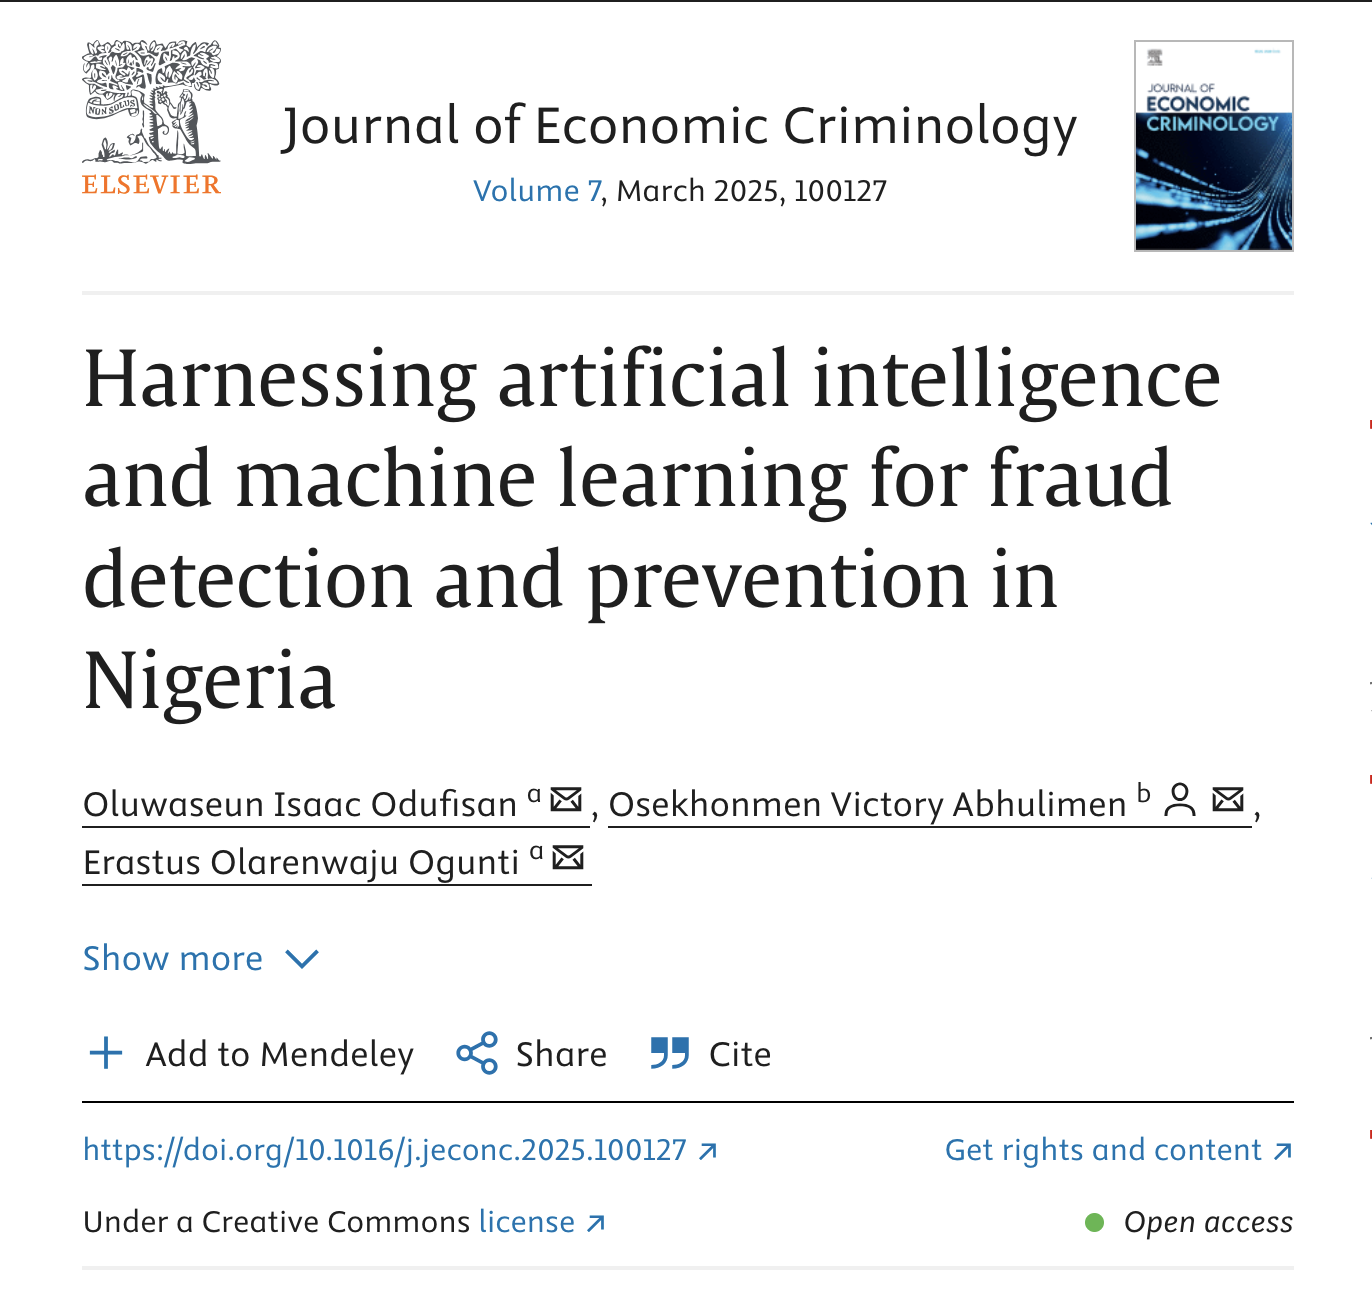 NON SOLUS
ELSEVIER
Journal of Economic Criminology
Volume 7, March 2025, 100127
JOURNAL OF
ECONOMIC
CRIMINOLOGY
Harnessing artificial intelligence
and machine learning for fraud
detection and prevention in
Nigeria
Oluwaseun Isaac Odufisan a, Osekhonmen Victory Abhulimen b,
Erastus Olarenwaju Ogunti a
Show more
Add to Mendeley Share Cite
https://doi.org/10.1016/j.jeconc.2025.100127 Get rights and content
Under a Creative Commons license Open access